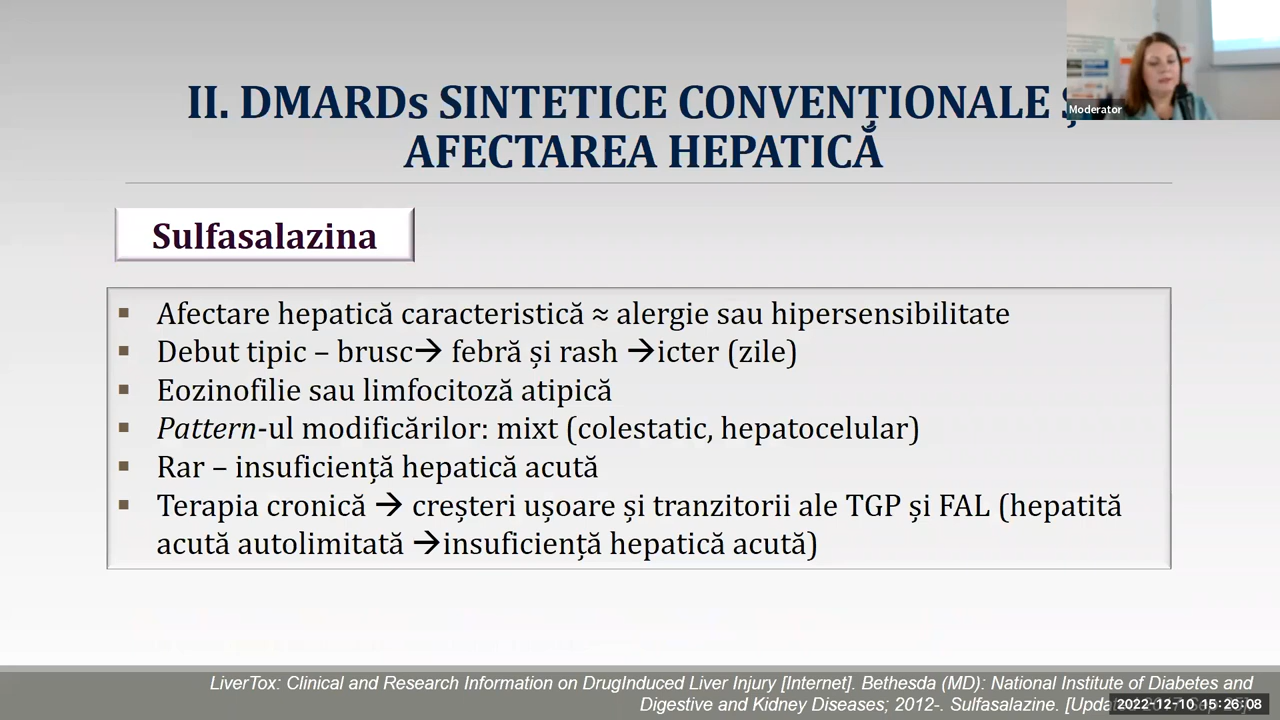 II. DMARDs SINTETICE CONVENȚIONALE
AFECTAREA HEPATICĂ
Moderator
Sulfasalazina
▪ Afectare hepatică caracteristică ≈ alergie sau hipersensibilitate
▪ Debut tipic – brusc→ febră și rash →icter (zile)
▪ Eozinofilie sau limfocitoză atipică
▪ Pattern-ul modificărilor: mixt (colestatic, hepatocelular)
▪ Rar – insuficiență hepatică acută
▪ Terapia cronică → creșteri ușoare și tranzitorii ale TGP și FAL (hepatită
acută autolimitată →insuficiență hepatică acută)
LiverTox: Clinical and Research Information on DrugInduced Liver Injury [Internet]. Bethesda (MD): National Institute of Diabetes and
Digestive and Kidney Diseases; 2012-. Sulfasalazine.
2022-12-10 15:26:08